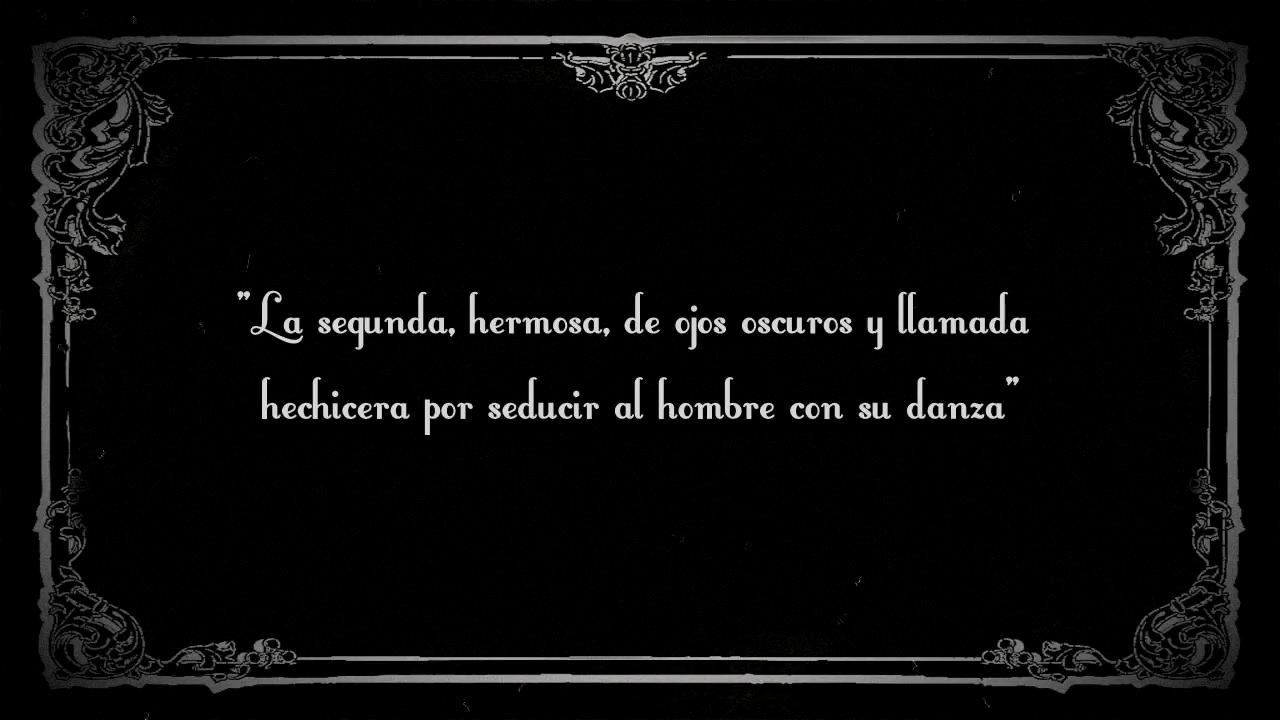 "La segunda, hermosa, de ojos oscuros y llamada
hechicera por seducir al hombre con su danza"